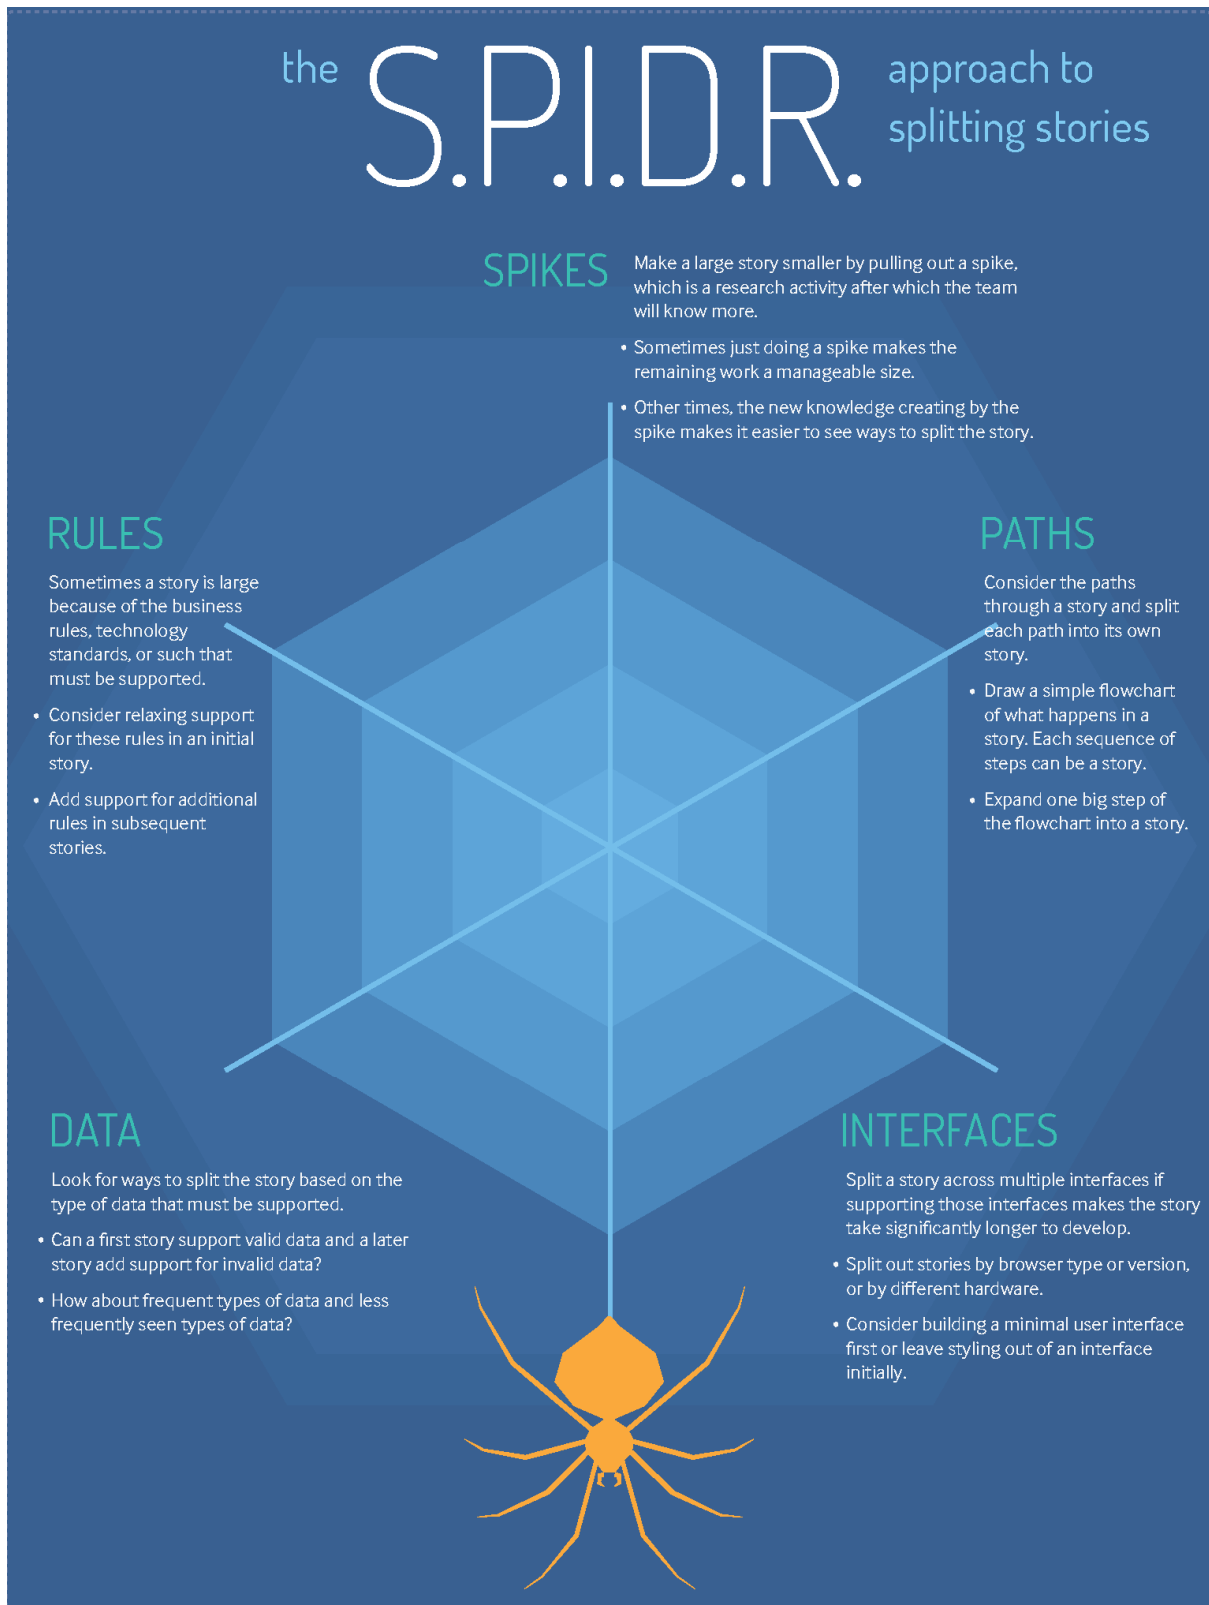 the
S.P.I.D.R.
approach to
splitting stories
SPIKES
Make a large story smaller by pulling out a spike,
which is a research activity after which the team
will know more.
• Sometimes just doing a spike makes the
remaining work a manageable size.
• Other times, the new knowledge creating by the
spike makes it easier to see ways to split the story.
PATHS
Consider the paths
through a story and split
each path into its own
story.
• Draw a simple flowchart
of what happens in a
story. Each sequence of
steps can be a story.
• Expand one big step of
the flowchart into a story.
INTERFACES
Split a story across multiple interfaces if
supporting those interfaces makes the story
take significantly longer to develop.
• Split out stories by browser type or version,
or by different hardware.
• Consider building a minimal user interface
first or leave styling out of an interface
initially.
DATA
Look for ways to split the story based on the
type of data that must be supported.
• Can a first story support valid data and a later
story add support for invalid data?
• How about frequent types of data and less
frequently seen types of data?
RULES
Sometimes a story is large
because of the business
rules, technology
standards, or such that
must be supported.
• Consider relaxing support
for these rules in an initial
story.
• Add support for additional
rules in subsequent
stories.